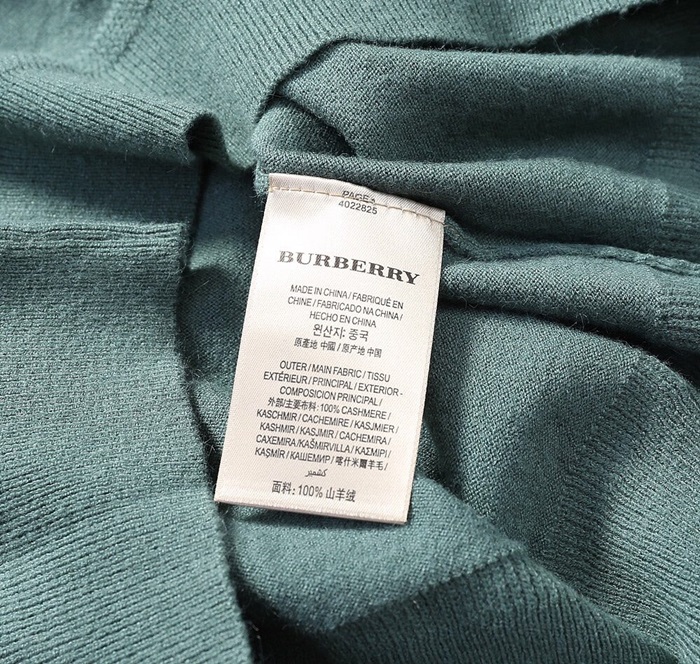 PAGE
4022825
BURBERRY
MADE IN CHINA / FABRIQUÉ EN
CHINE / FABRICADO NA CHINA /
HECHO EN CHINA
원산지: 중국
原產地 中國 / 原产地 中国
OUTER / MAIN FABRIC / TISSU
EXTÉRIEUR / PRINCIPAL / EXTERIOR -
COMPOSICION PRINCIPAL /
外部/主要布料: 100% CASHMERE /
KASCHMIR / CACHEMIRE / KASJMIER /
KASHMIR / KASJMIR / CACHEMIRA /
CAXEMIRA / KAŠMIRVILLA / ΚΑΣΜΙΡΙ /
KAŞMİR / КАШЕМИР / 喀什米爾羊毛 /
كشمير
面料: 100% 山羊绒